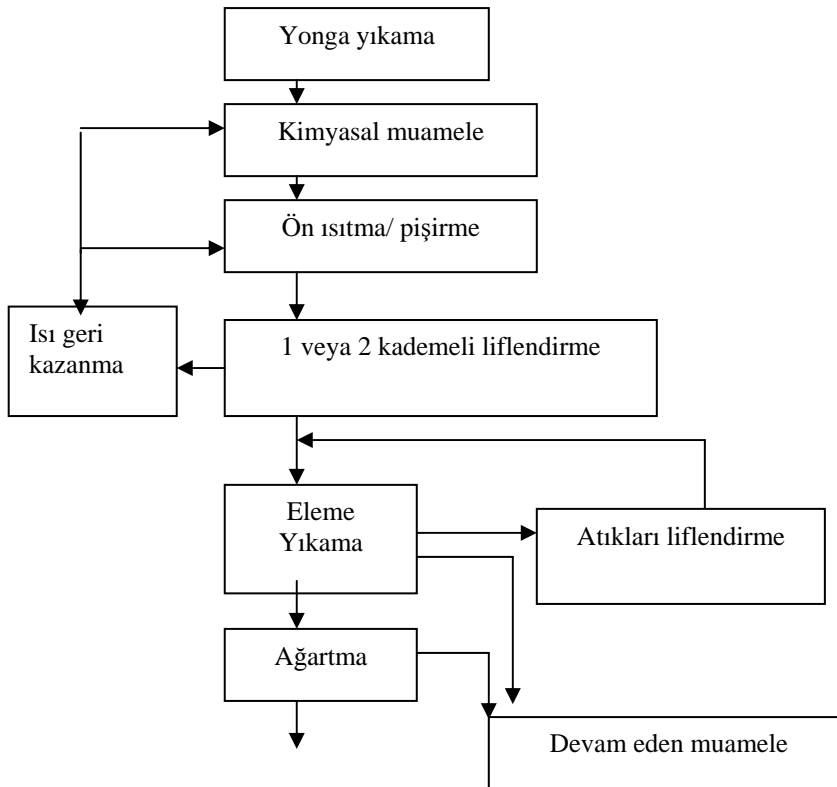 Yonga yıkama
Kimyasal muamele
Ön ısıtma/ pişirme
Isı geri
kazanma
1 veya 2 kademeli liflendirme
Eleme
Yıkama
Atıkları liflendirme
Ağartma
Devam eden muamele